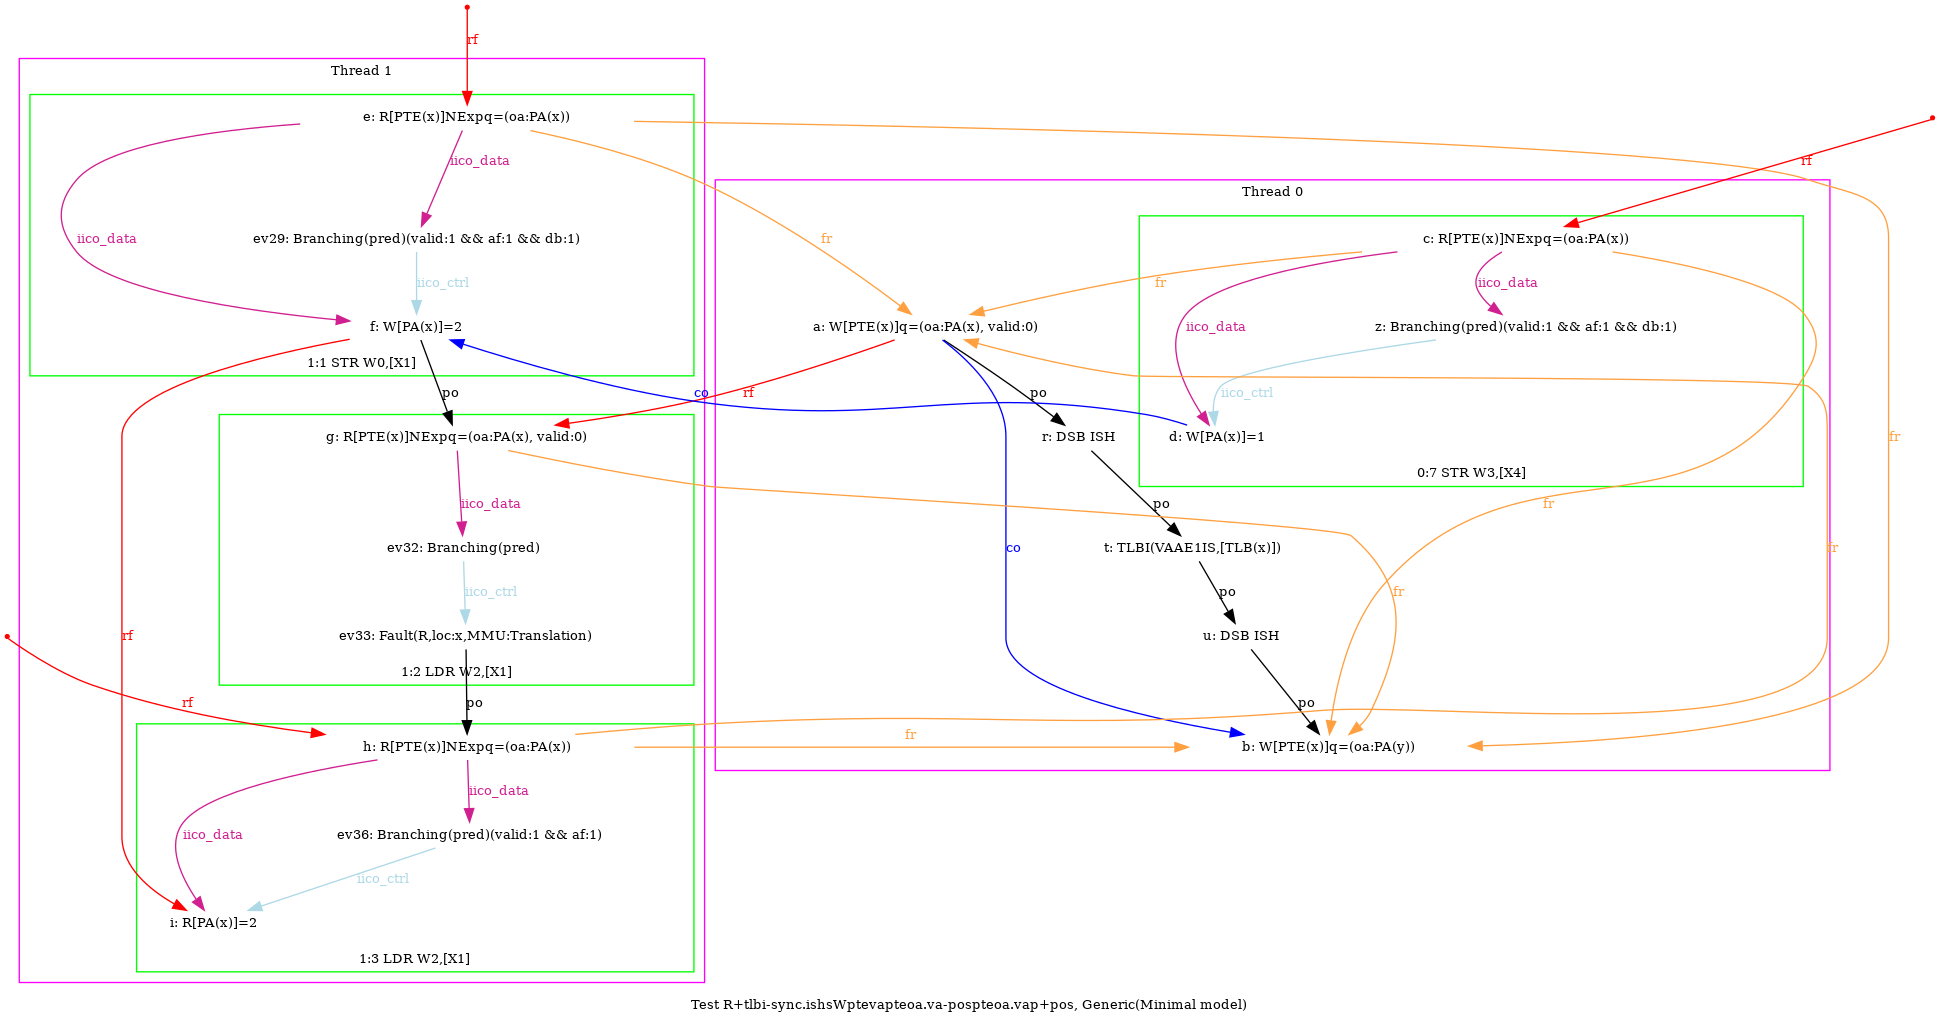 rf
Thread 1
e: R[PTE(x)]NExpq=(oa:PA(x))
iico_data
rf
Thread 0
ev29: Branching(pred)(valid:1 && af:1 && db:1)
iico_data
fr
c: R[PTE(x)]NExpq=(oa:PA(x))
iico_ctrl
fr
iico_data
f: W[PA(x)]=2
a: W[PTE(x)]q=(oa:PA(x), valid:0)
iico_data
z: Branching(pred)(valid:1 && af:1 && db:1)
1:1 STR W0,[X1]
po
co
rf
po
iico_ctrl
g: R[PTE(x)]NExpq=(oa:PA(x), valid:0)
r: DSB ISH
d: W[PA(x)]=1
fr
0:7 STR W3,[X4]
iico_data
po
fr
ev32: Branching(pred)
co
t: TLBI(VAAE1IS,[TLB(x)])
fr
iico_ctrl
po
fr
rf
ev33: Fault(R,loc:x,MMU:Translation)
u: DSB ISH
1:2 LDR W2,[X1]
rf
po
po
h: R[PTE(x)]NExpq=(oa:PA(x))
fr
b: W[PTE(x)]q=(oa:PA(y))
iico_data
iico_data
ev36: Branching(pred)(valid:1 && af:1)
iico_ctrl
i: R[PA(x)]=2
1:3 LDR W2,[X1]
Test R+tlbi-sync.ishsWptevapteoa.va-pospteoa.vap+pos, Generic(Minimal model)